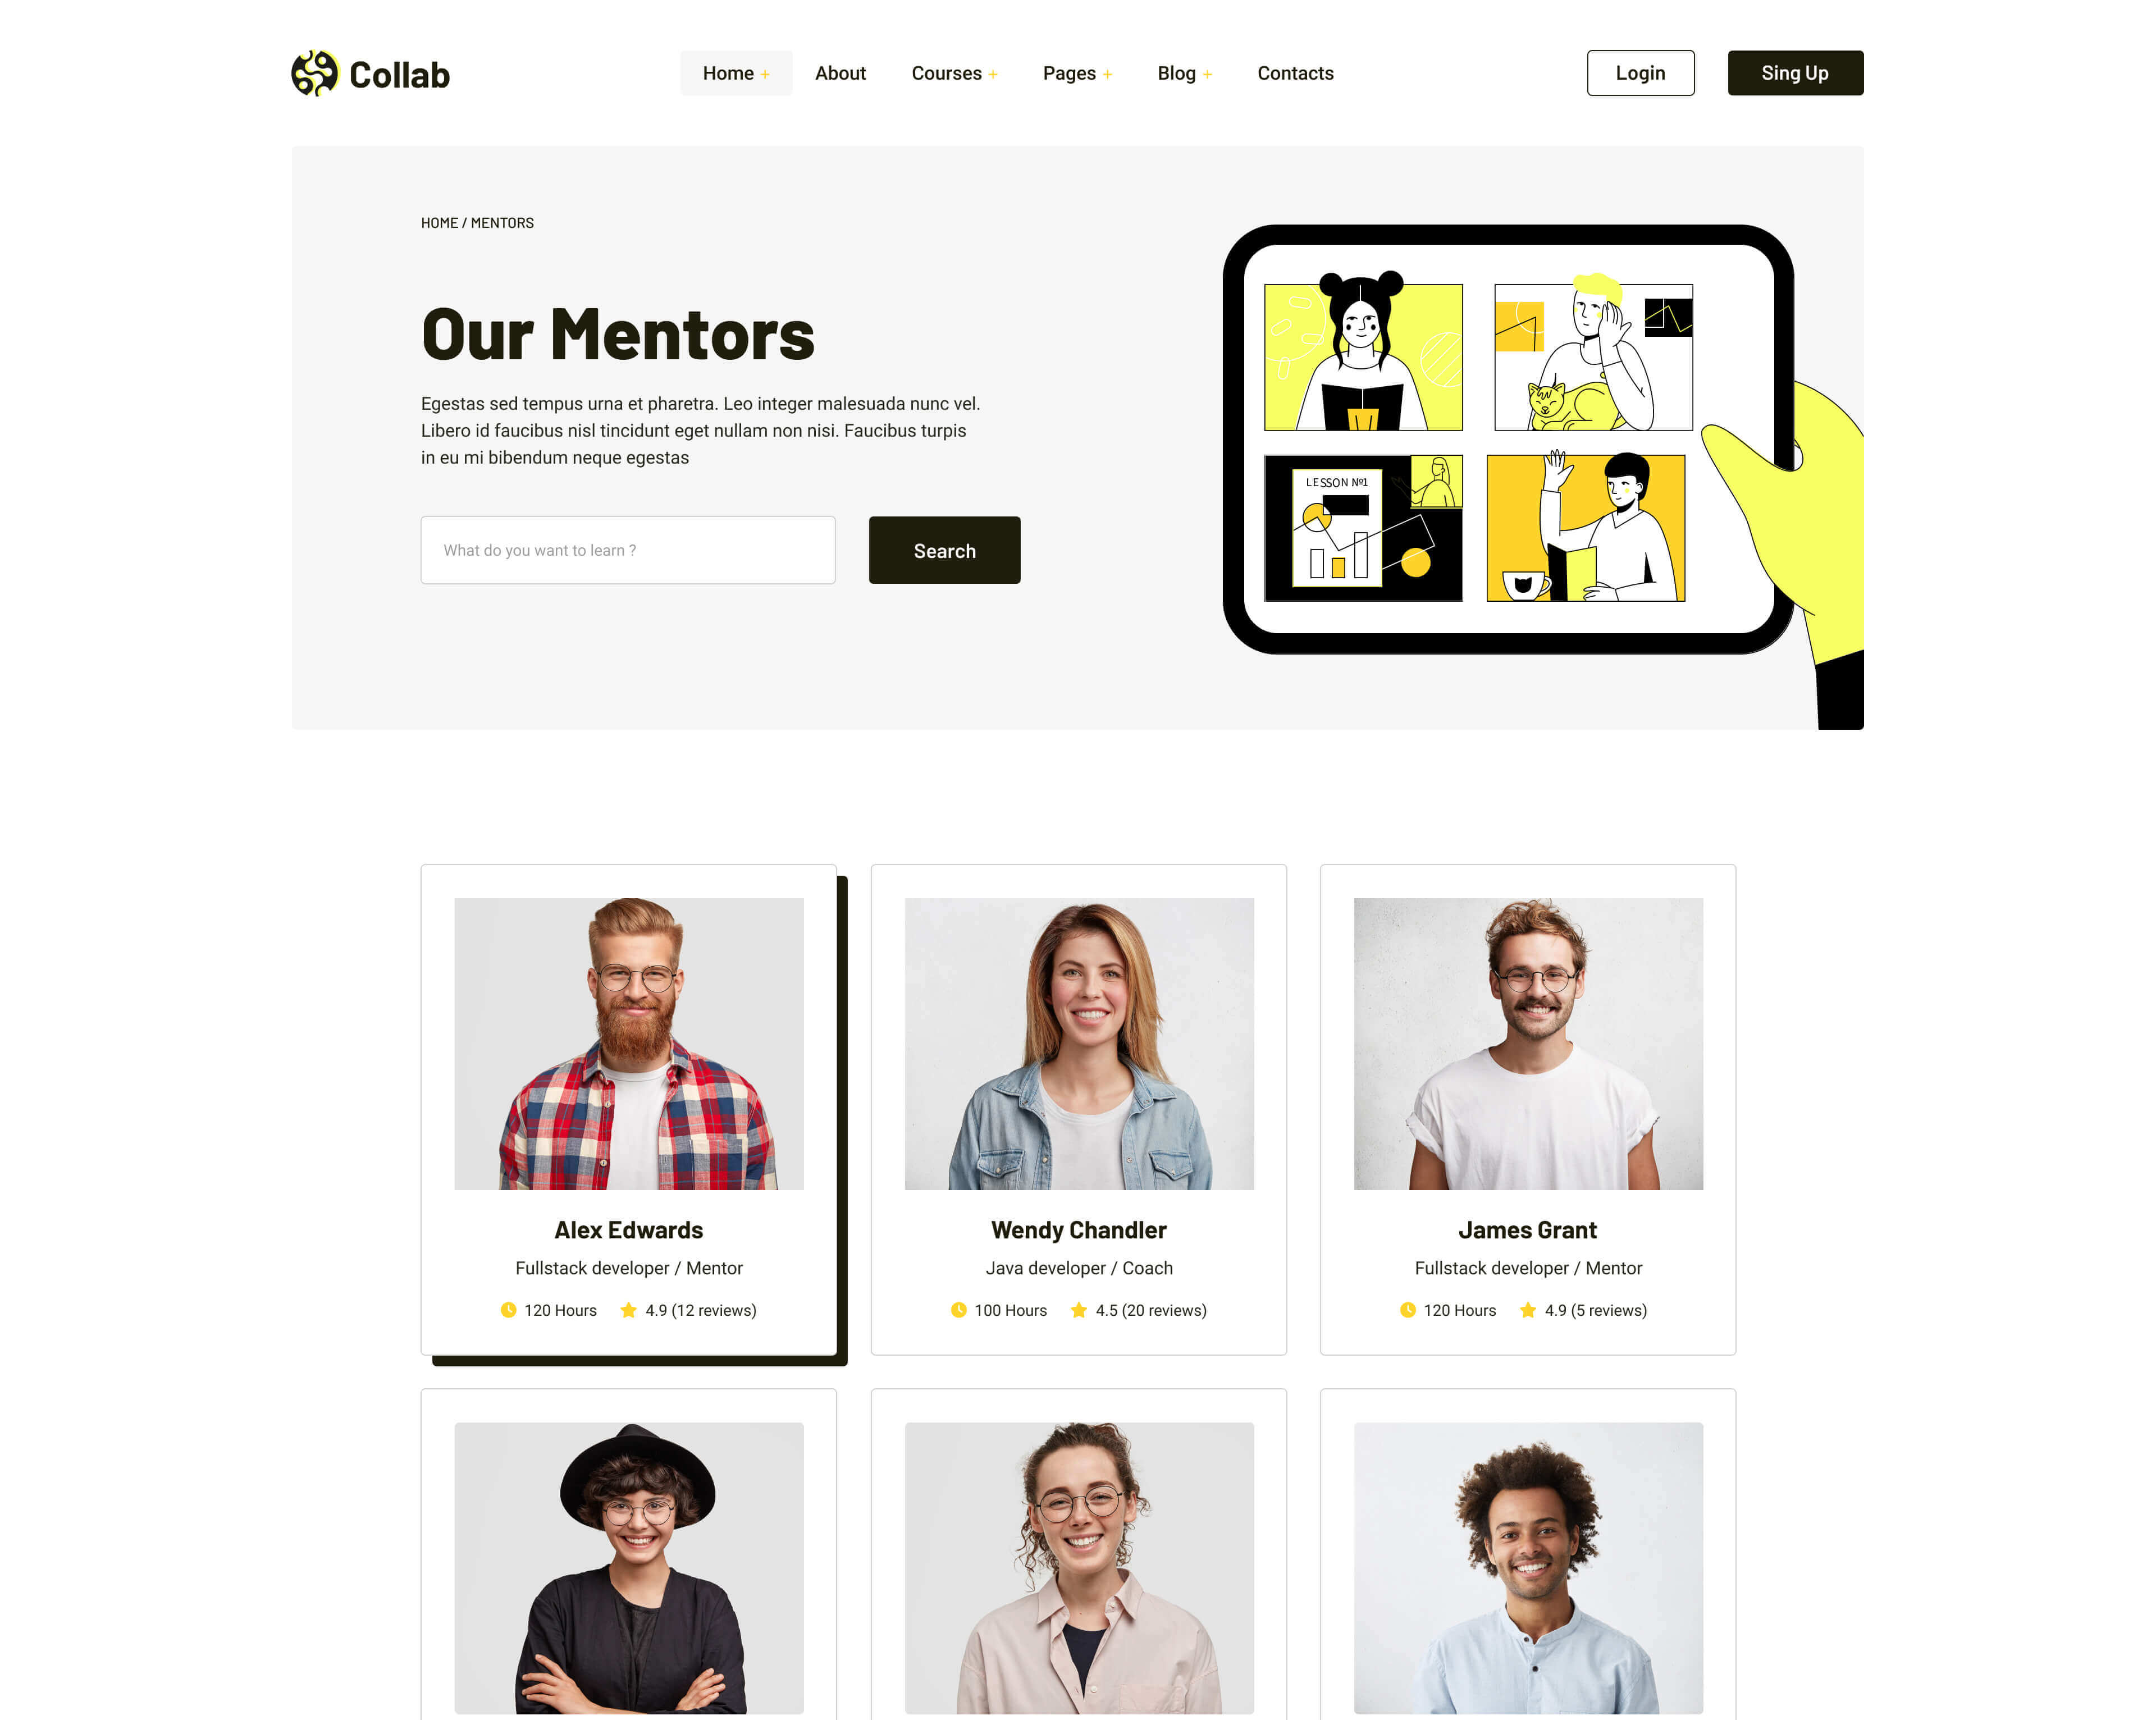 Collab
Home +
About
Courses +
Pages +
Blog +
Contacts
Login
Sing Up
HOME / MENTORS
Our Mentors
Egestas sed tempus urna et pharetra. Leo integer malesuada nunc vel.
Libero id faucibus nisl tincidunt eget nullam non nisi. Faucibus turpis
in eu mi bibendum neque egestas
What do you want to learn ?
Search
LESSON №1
Alex Edwards
Fullstack developer / Mentor
120 Hours
4.9 (12 reviews)
Wendy Chandler
Java developer / Coach
100 Hours
4.5 (20 reviews)
James Grant
Fullstack developer / Mentor
120 Hours
4.9 (5 reviews)